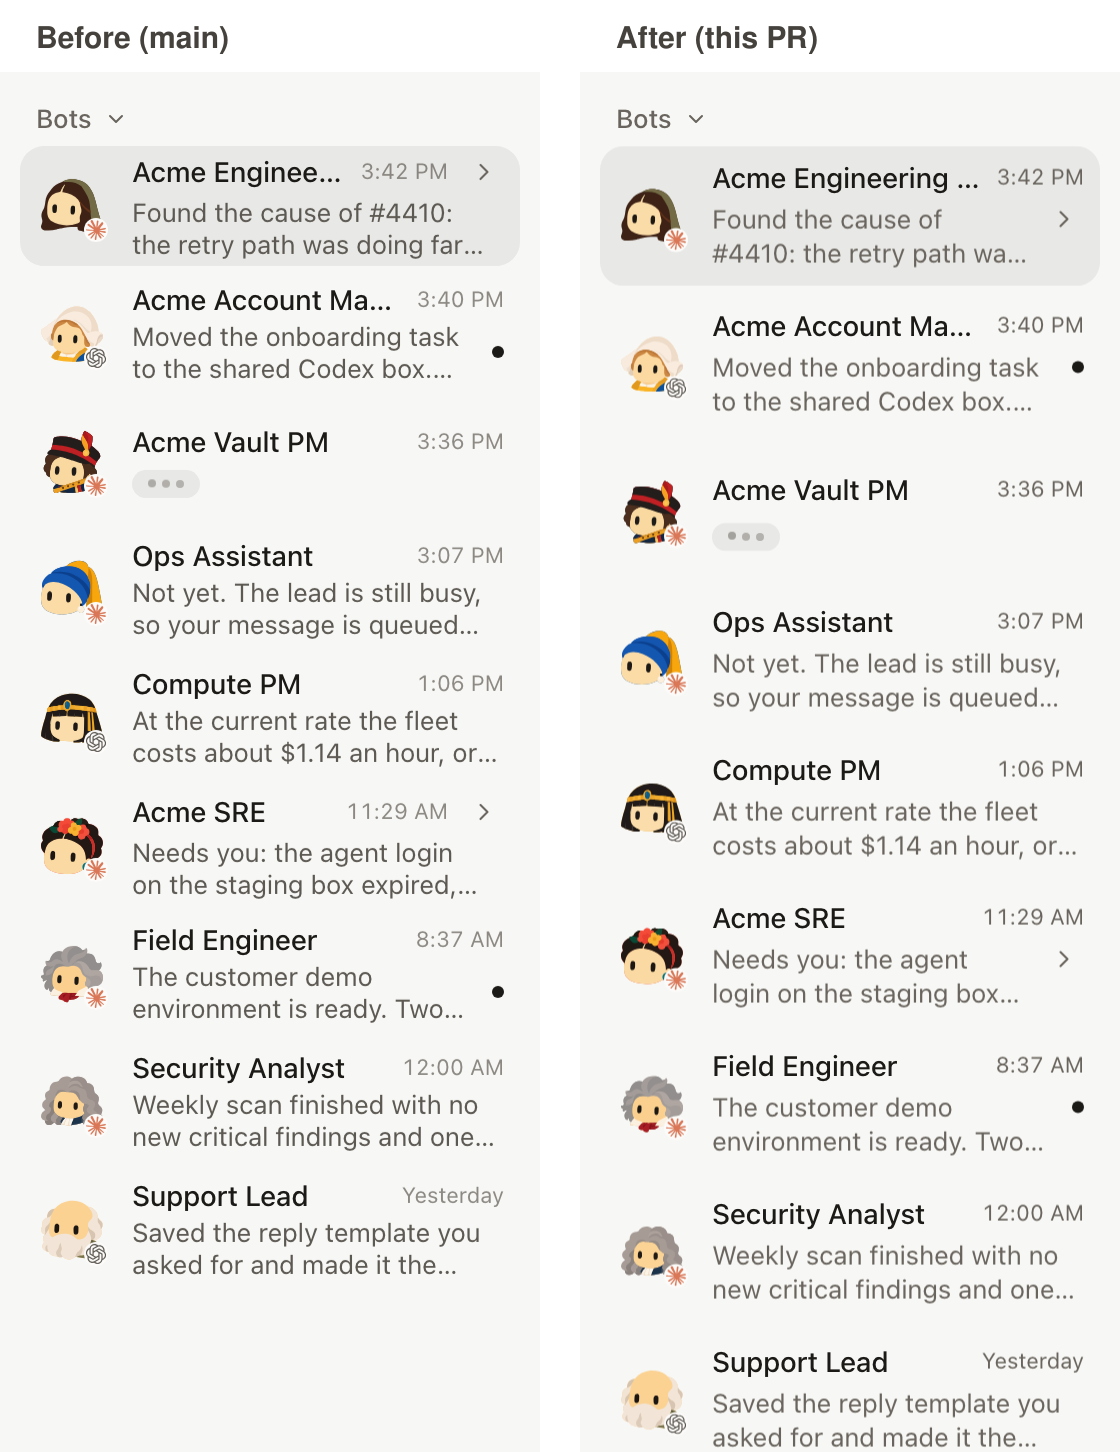 Before (main)
Bots
Acme Enginee... 3:42 PM
Found the cause of #4410:
the retry path was doing far...
Acme Account Ma... 3:40 PM
Moved the onboarding task
to the shared Codex box....
Acme Vault PM 3:36 PM
Ops Assistant 3:07 PM
Not yet. The lead is still busy,
so your message is queued...
Compute PM 1:06 PM
At the current rate the fleet
costs about $1.14 an hour, or...
Acme SRE 11:29 AM
Needs you: the agent login
on the staging box expired,...
Field Engineer 8:37 AM
The customer demo
environment is ready. Two...
Security Analyst 12:00 AM
Weekly scan finished with no
new critical findings and one...
Support Lead Yesterday
Saved the reply template you
asked for and made it the...
After (this PR)
Bots
Acme Engineering ... 3:42 PM
Found the cause of
#4410: the retry path wa...
Acme Account Ma... 3:40 PM
Moved the onboarding task
to the shared Codex box....
Acme Vault PM 3:36 PM
Ops Assistant 3:07 PM
Not yet. The lead is still busy,
so your message is queued...
Compute PM 1:06 PM
At the current rate the fleet
costs about $1.14 an hour, or...
Acme SRE 11:29 AM
Needs you: the agent
login on the staging box...
Field Engineer 8:37 AM
The customer demo
environment is ready. Two...
Security Analyst 12:00 AM
Weekly scan finished with no
new critical findings and one...
Support Lead Yesterday
Saved the reply template you
asked for and made it the...